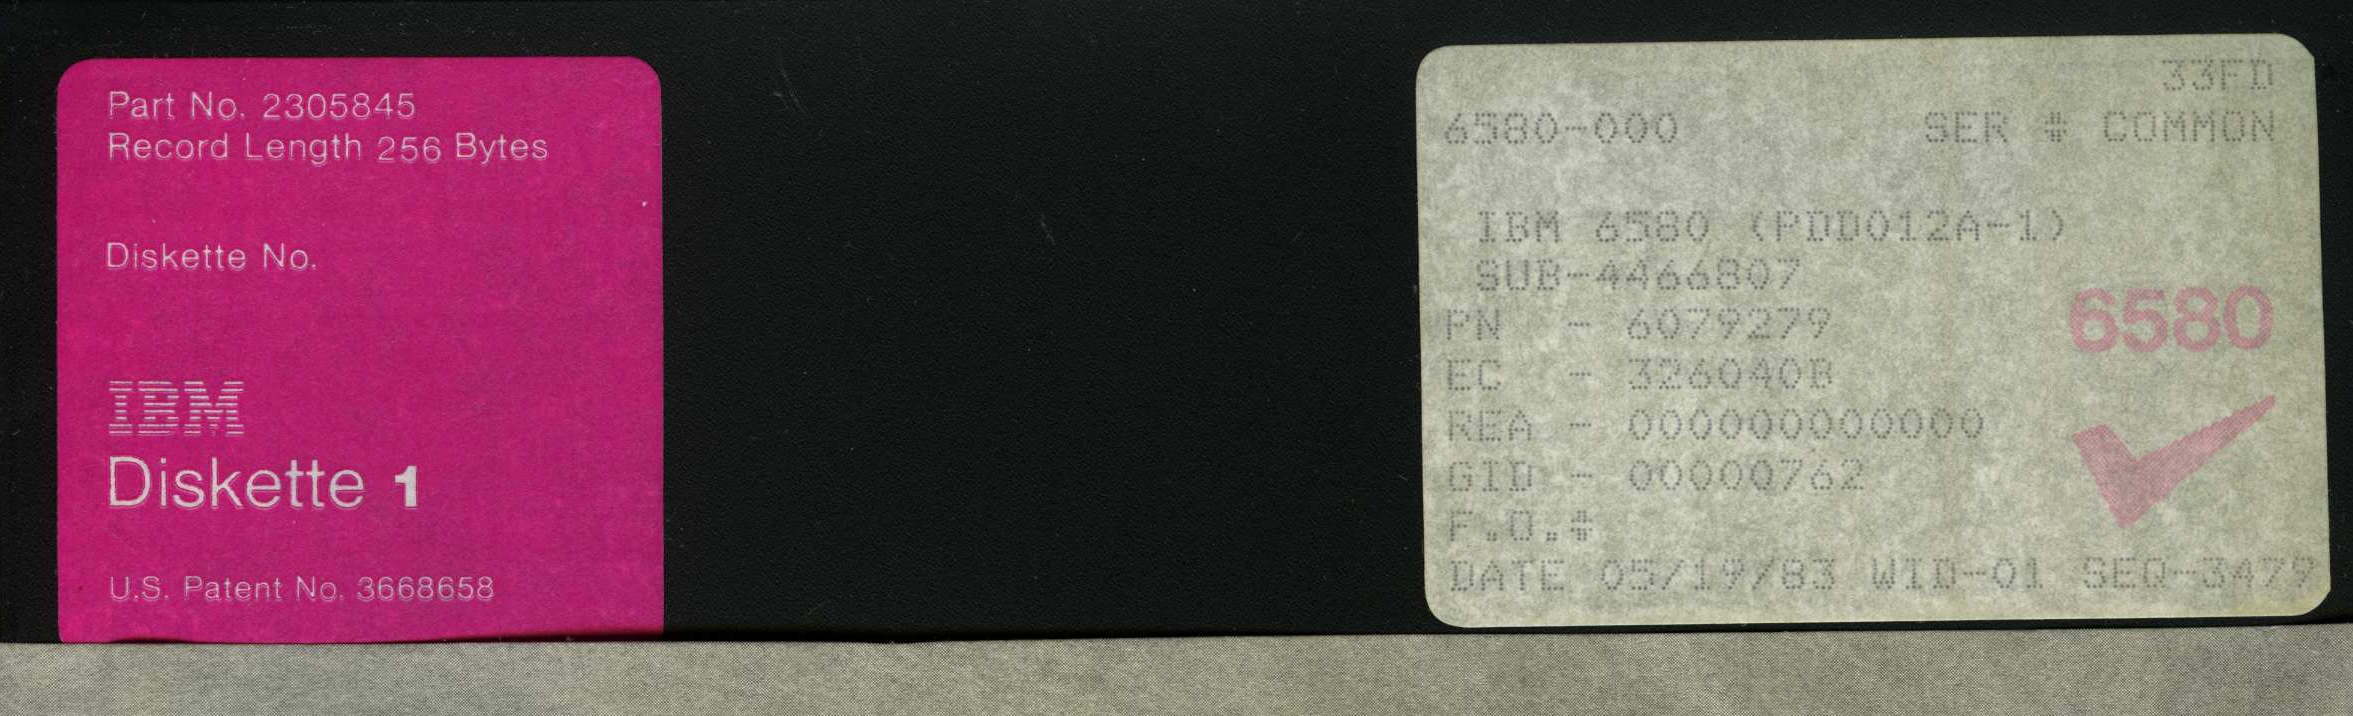 Part No. 2305845
Record Length 256 Bytes
Diskette No.
IBM
Diskette 1
U.S. Patent No. 3668658
33FD
6580-000 SER # COMMON
IBM 6580 (PDD012A-1)
SUB-4466807
PN - 6079279
EC - 326040B
REA - 000000000000
GID - 00000762
F.O.#
DATE 05/19/83 WID-01 SEQ-3479
6580